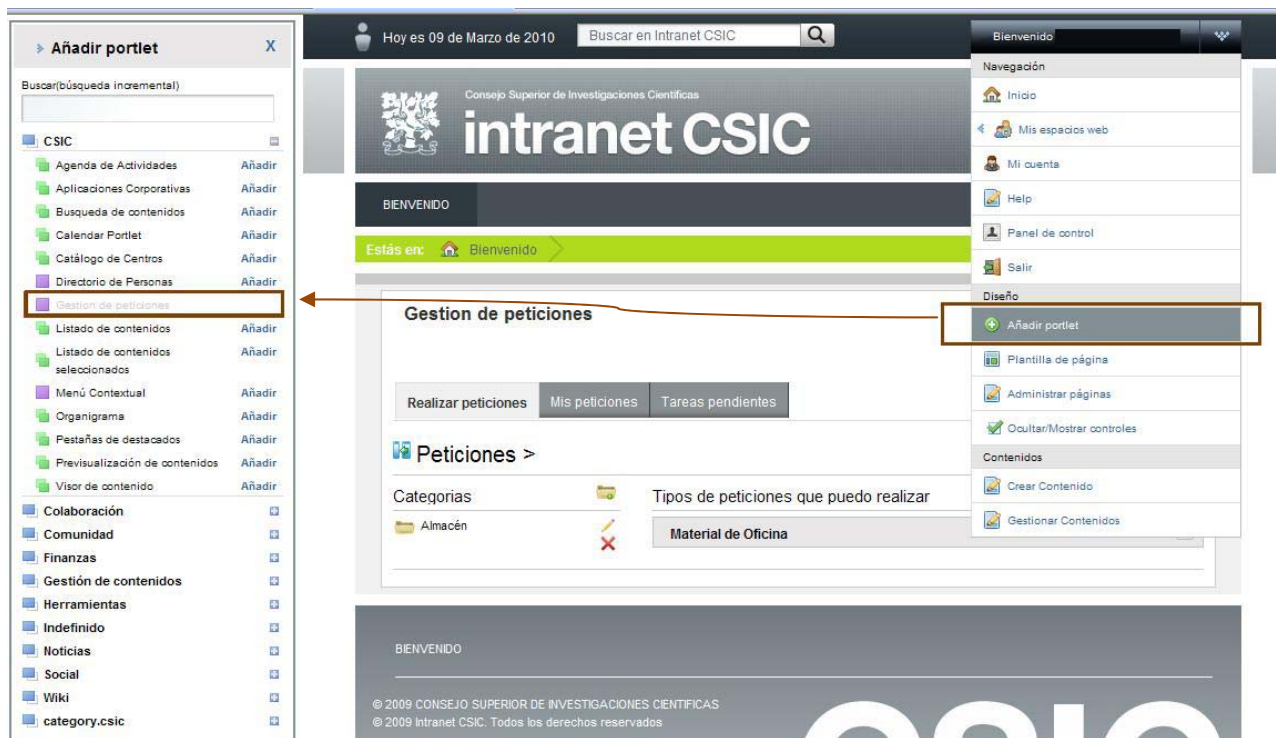 Añadir portlet X
Buscar(búsqueda incremental)
CSIC
Agenda de Actividades Añadir
Aplicaciones Corporativas Añadir
Busqueda de contenidos Añadir
Calendar Portlet Añadir
Catálogo de Centros Añadir
Directorio de Personas Añadir
Gestion de peticiones
Listado de contenidos Añadir
Listado de contenidos Añadir
seleccionados
Menú Contextual Añadir
Organigrama Añadir
Pestañas de destacados Añadir
Previsualización de contenidos Añadir
Visor de contenido Añadir
Colaboración
Comunidad
Finanzas
Gestión de contenidos
Herramientas
Indefinido
Noticias
Social
Wiki
category.csic
Hoy es 09 de Marzo de 2010 Buscar en Intranet CSIC
Consejo Superior de Investigaciones Científicas
intranet CSIC
BIENVENIDO
Estás en: Bienvenido
Gestion de peticiones
Realizar peticiones Mis peticiones Tareas pendientes
Peticiones >
Categorias Tipos de peticiones que puedo realizar
Almacén Material de Oficina
BIENVENIDO
© 2009 CONSEJO SUPERIOR DE INVESTIGACIONES CIENTIFICAS
© 2009 Intranet CSIC. Todos los derechos reservados
CSIC
Bienvenido
Navegación
Inicio
Mis espacios web
Mi cuenta
Help
Panel de control
Salir
Diseño
Añadir portlet
Plantilla de página
Administrar páginas
Ocultar/Mostrar controles
Contenidos
Crear Contenido
Gestionar Contenidos